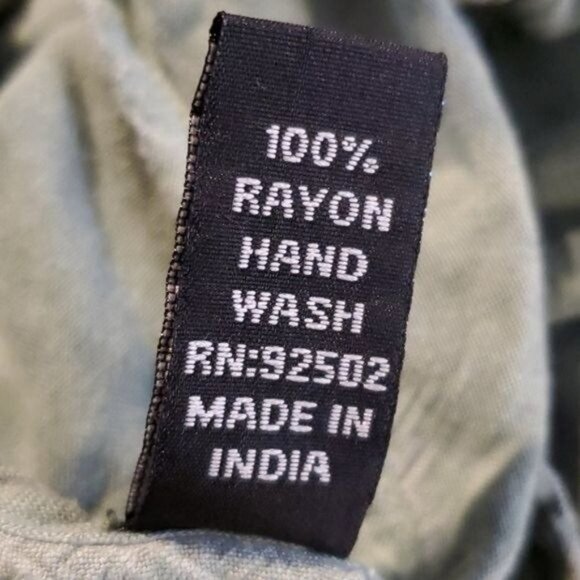 100%
RAYON
HAND
WASH
RN:92502
MADE IN
INDIA